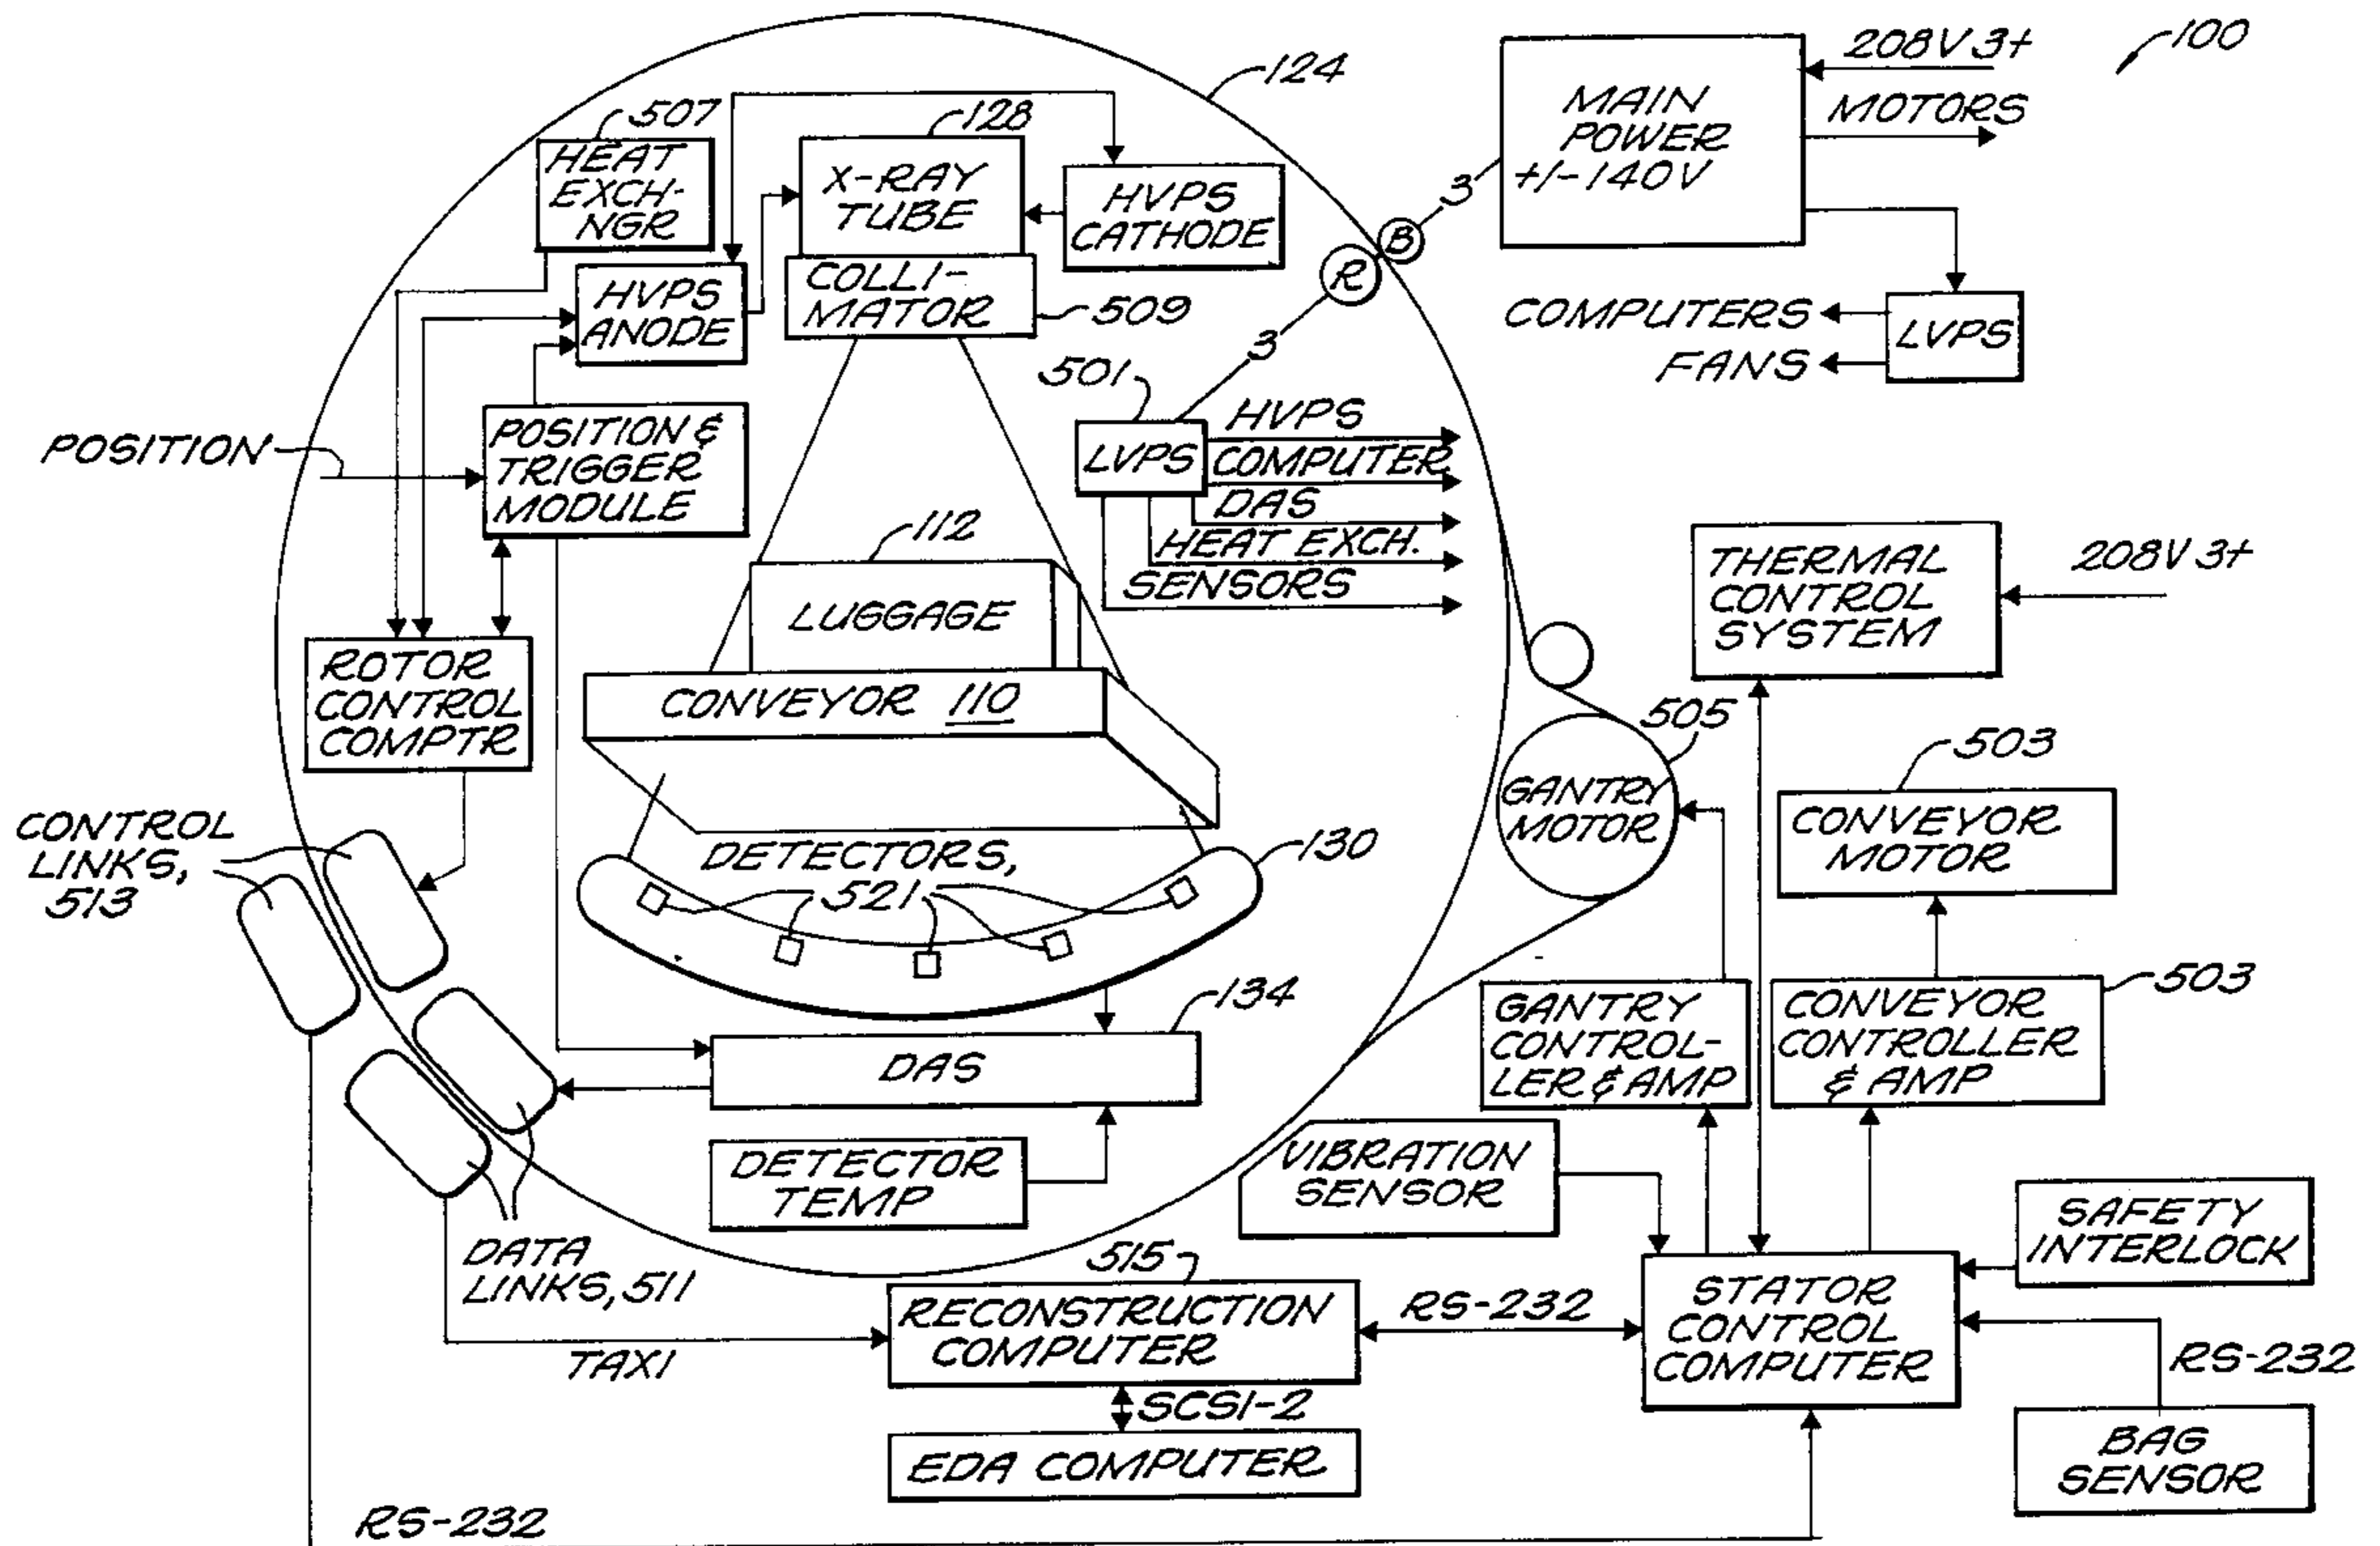 100
208V 3+
MOTORS
MAIN
POWER
+/-140V
3
B
R
3
COMPUTERS
FANS
LVPS
124
507
HEAT
EXCH-
NGR
128
X-RAY
TUBE
HVPS
CATHODE
COLLI-
MATOR
509
HVPS
ANODE
501
LVPS
HVPS
COMPUTER
DAS
HEAT EXCH.
SENSORS
POSITION
POSITION &
TRIGGER
MODULE
112
LUGGAGE
CONVEYOR 110
ROTOR
CONTROL
COMPTR
THERMAL
CONTROL
SYSTEM
208V 3+
505
GANTRY
MOTOR
503
CONVEYOR
MOTOR
CONTROL
LINKS,
513
DETECTORS,
521
130
134
DAS
DETECTOR
TEMP
GANTRY
CONTROL-
LER & AMP
CONVEYOR
CONTROLLER
& AMP
503
VIBRATION
SENSOR
SAFETY
INTERLOCK
DATA
LINKS, 511
515
RECONSTRUCTION
COMPUTER
RS-232
STATOR
CONTROL
COMPUTER
RS-232
TAXI
SCSI-2
EDA COMPUTER
BAG
SENSOR
RS-232